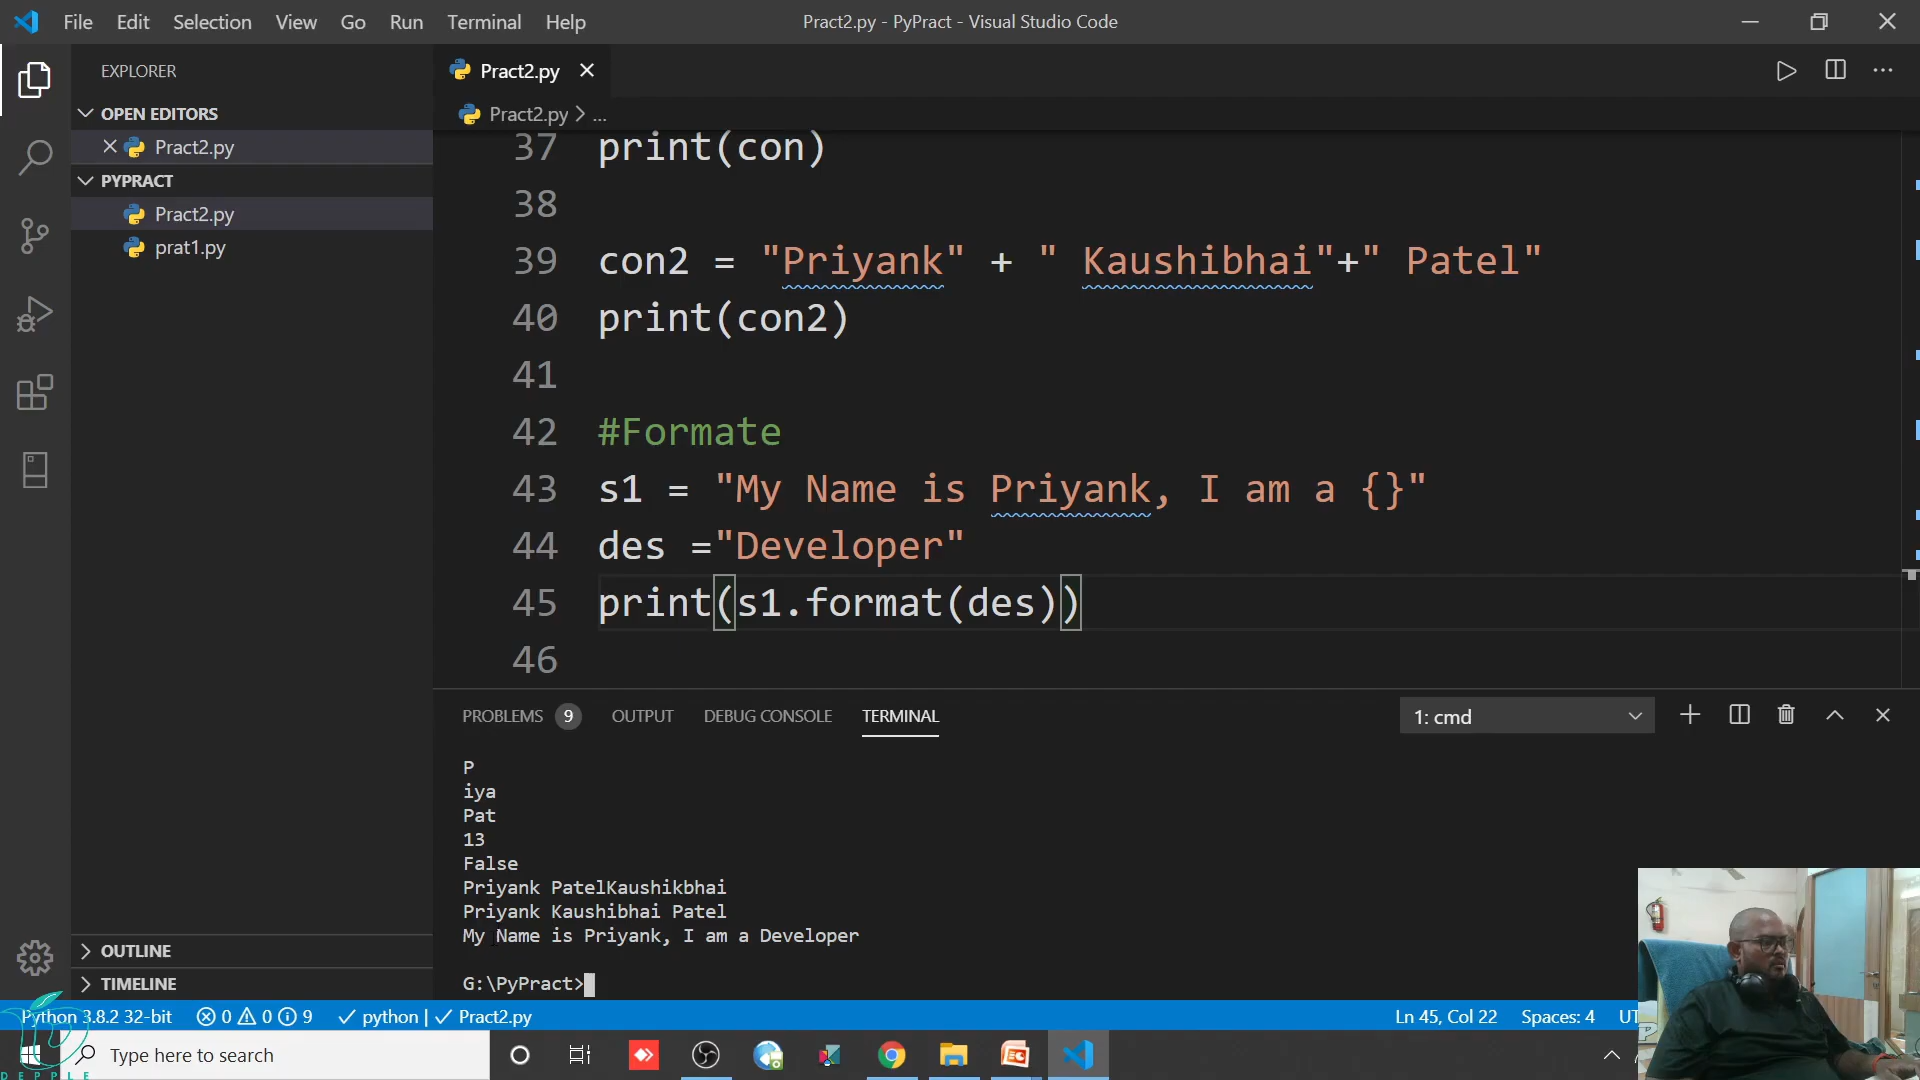 File Edit Selection View Go Run Terminal Help
Pract2.py - PyPract - Visual Studio Code
EXPLORER
OPEN EDITORS
Pract2.py
PYPRACT
Pract2.py
prat1.py
OUTLINE
TIMELINE
Pract2.py
Pract2.py > ...
37 print(con)
38
39 con2 = "Priyank" + " Kaushibhai"+" Patel"
40 print(con2)
41
42 #Formate
43 s1 = "My Name is Priyank, I am a {}"
44 des ="Developer"
45 print(s1.format(des))
46
PROBLEMS 9 OUTPUT DEBUG CONSOLE TERMINAL
1: cmd
P
iya
Pat
13
False
Priyank PatelKaushikbhai
Priyank Kaushibhai Patel
My Name is Priyank, I am a Developer
G:\PyPract>
Python 3.8.2 32-bit 0 0 9 python | Pract2.py
Ln 45, Col 22 Spaces: 4 UT
Type here to search
DEPPLE